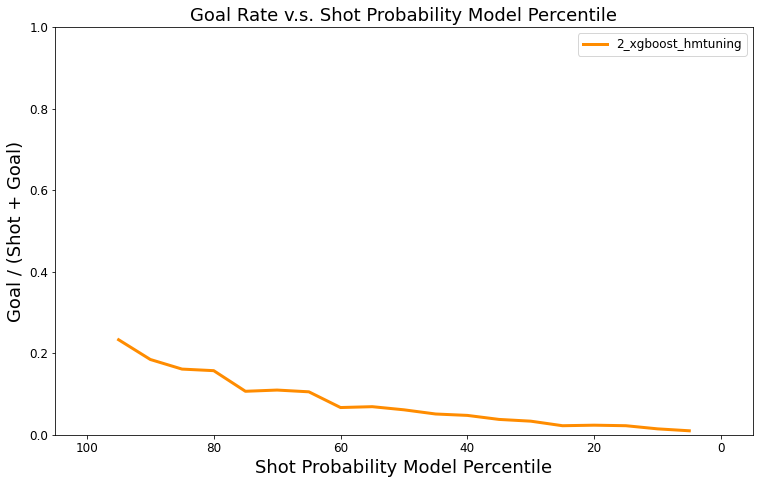 Goal Rate v.s. Shot Probability Model Percentile
2_xgboost_hmtuning
1.0
0.8
0.6
0.4
0.2
0.0
Goal / (Shot + Goal)
100 80 60 40 20 0
Shot Probability Model Percentile